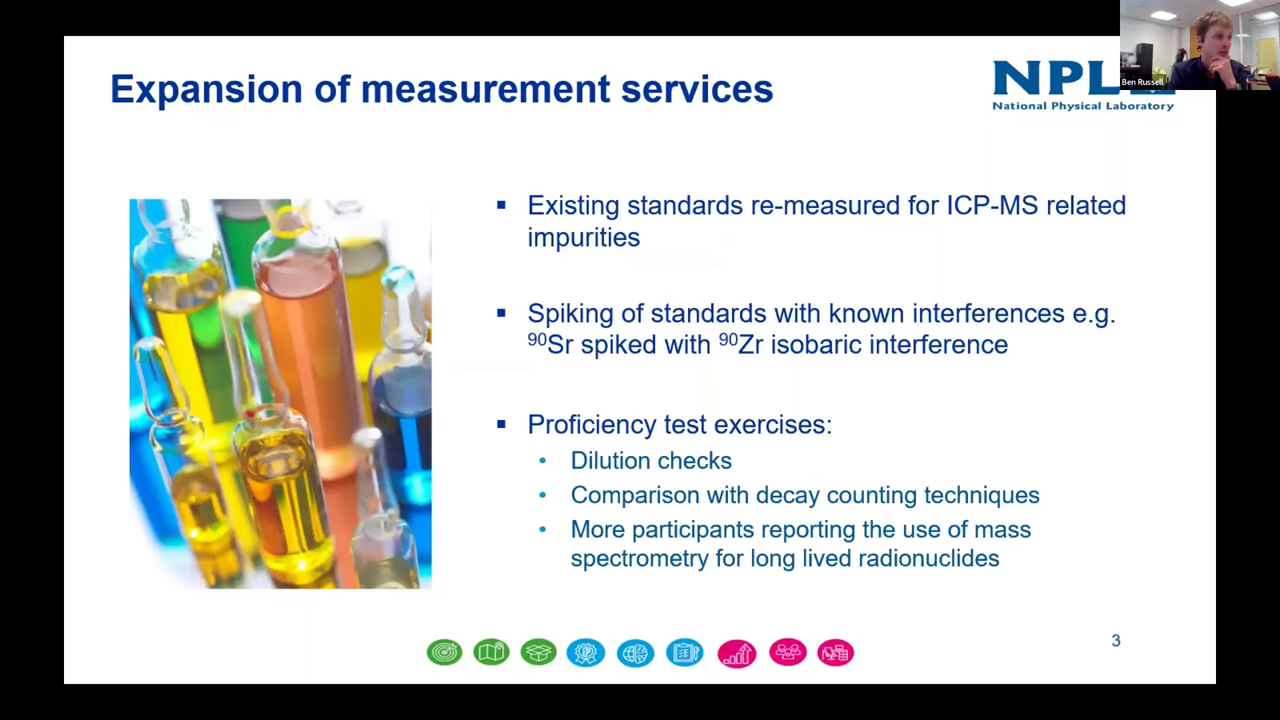 Expansion of measurement services
NPL
National Physical Laboratory
Ben Russell
▪ Existing standards re-measured for ICP-MS related
impurities
▪ Spiking of standards with known interferences e.g.
⁹⁰Sr spiked with ⁹⁰Zr isobaric interference
▪ Proficiency test exercises:
• Dilution checks
• Comparison with decay counting techniques
• More participants reporting the use of mass
spectrometry for long lived radionuclides
3